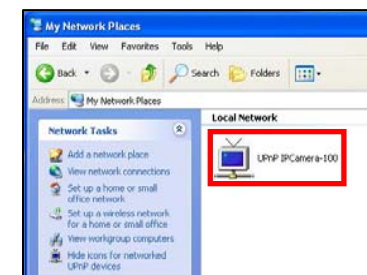 My Network Places
File Edit View Favorites Tools Help
Back Search Folders
Address My Network Places
Network Tasks
Add a network place
View network connections
Set up a home or small
office network
Set up a wireless network
for a home or small office
View workgroup computers
Hide icons for networked
UPnP devices
Local Network
UPnP IPCamera-100